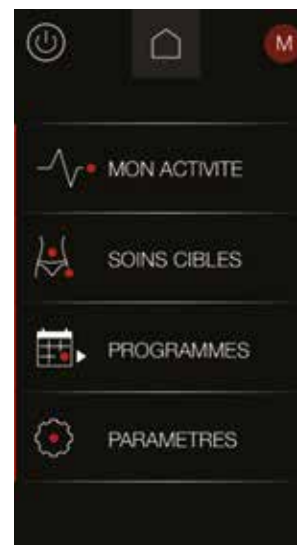 M
MON ACTIVITE
SOINS CIBLES
PROGRAMMES
PARAMETRES